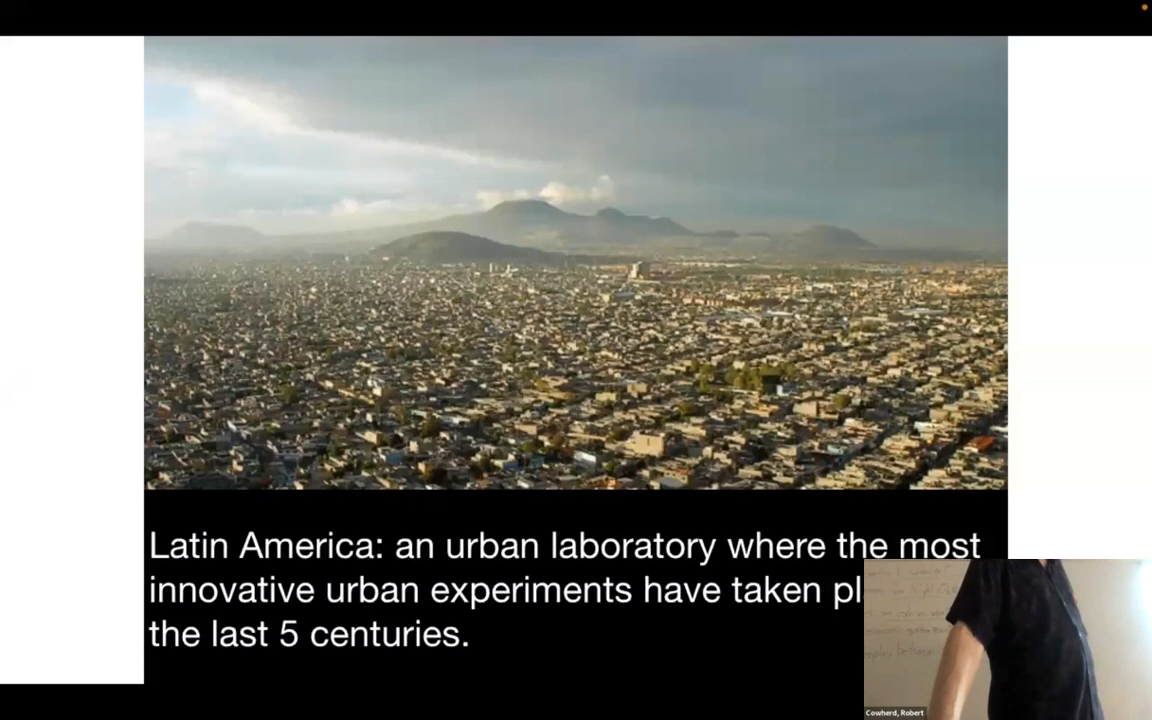 Latin America: an urban laboratory where the most
innovative urban experiments have taken
the last 5 centuries.
Cowherd, Robert